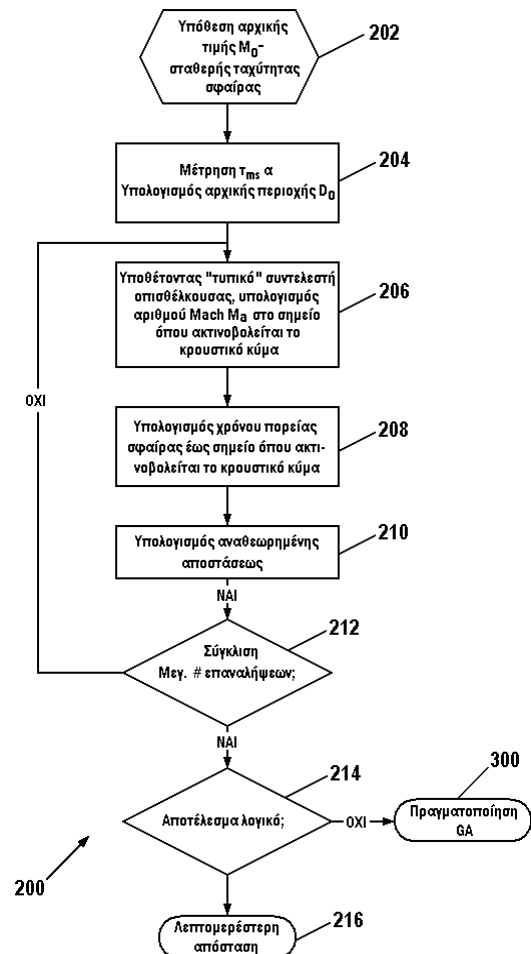 Υπόθεση αρχικής
τιμής M₀-
σταθερής ταχύτητας
σφαίρας
202
Μέτρηση τms α
Υπολογισμός αρχικής περιοχής D₀
204
Υποθέτοντας "τυπικό" συντελεστή
οπισθέλκουσας, υπολογισμός
αριθμού Mach Ma στο σημείο
όπου ακτινοβολείται το
κρουστικό κύμα
206
ΟΧΙ
Υπολογισμός χρόνου πορείας
σφαίρας έως σημείο όπου ακτι-
νοβολείται το κρουστικό κύμα
208
Υπολογισμός αναθεωρημένης
αποστάσεως
210
ΝΑΙ
Σύγκλιση
Μεγ. # επαναλήψεων;
212
ΝΑΙ
Αποτέλεσμα λογικό;
214
ΟΧΙ
Πραγματοποίηση
GA
300
200
Λεπτομερέστερη
απόσταση
216